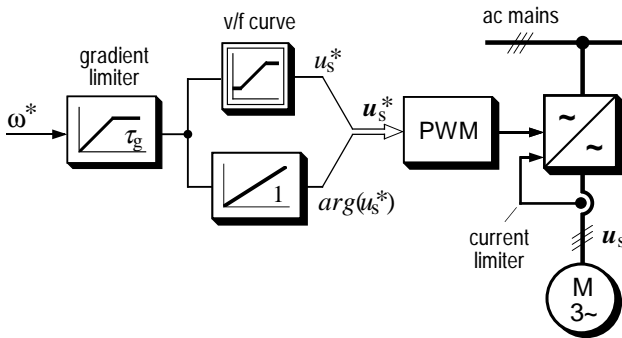 v/f curve
ac mains
gradient
limiter
uₛ*
ω*
τg
𝒖ₛ*
PWM
~
~
1
arg(uₛ*)
current
limiter
𝒖ₛ
M
3~